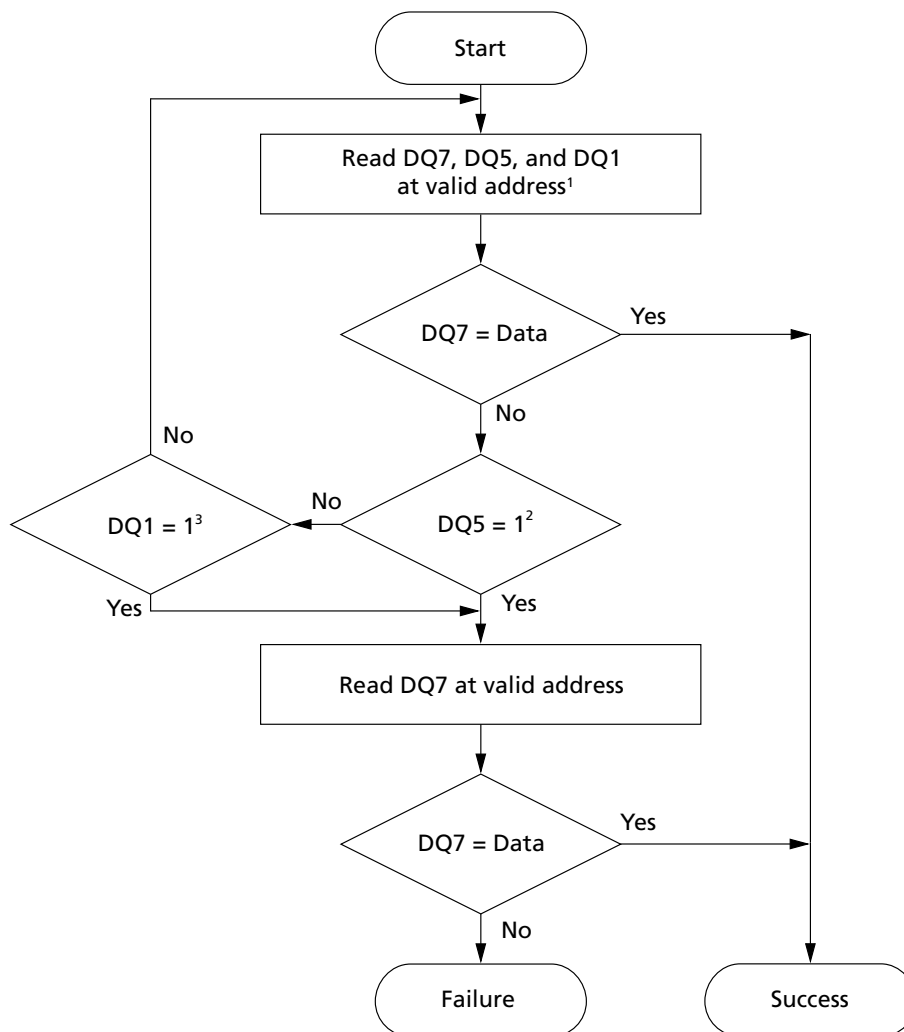 Start
Read DQ7, DQ5, and DQ1
at valid address¹
DQ7 = Data
Yes
No
DQ5 = 1²
No
DQ1 = 1³
No
Yes
Yes
Read DQ7 at valid address
DQ7 = Data
Yes
No
Failure
Success